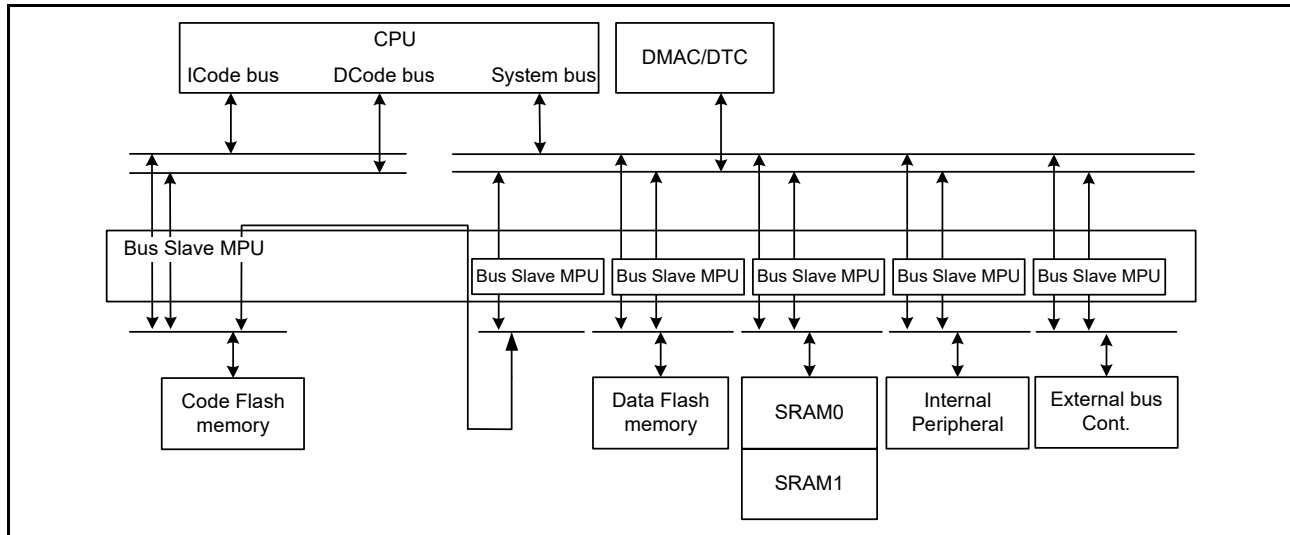 CPU
ICode bus DCode bus System bus
DMAC/DTC
Bus Slave MPU
Bus Slave MPU
Bus Slave MPU
Bus Slave MPU
Bus Slave MPU
Bus Slave MPU
Code Flash
memory
Data Flash
memory
SRAM0
SRAM1
Internal
Peripheral
External bus
Cont.